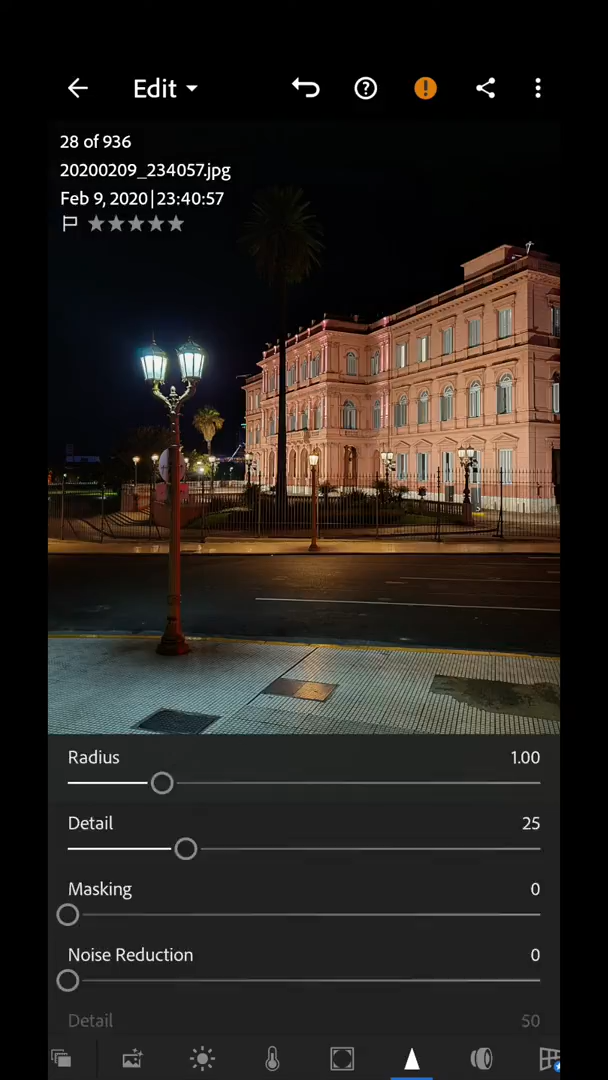 Edit
28 of 936
20200209_234057.jpg
Feb 9, 2020|23:40:57
Radius 1.00
Detail 25
Masking 0
Noise Reduction 0
Detail 50